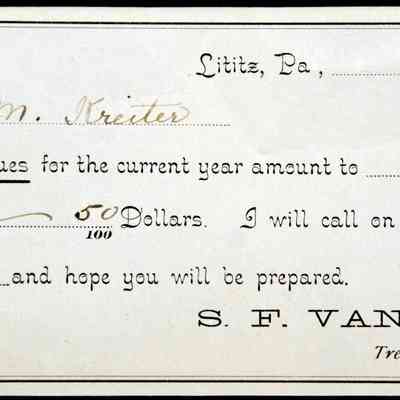 Lititz, Pa,
M. Kreiter
ues for the current year amount to
50/100 Dollars. I will call on
and hope you will be prepared.
S. F. VAN
Tre